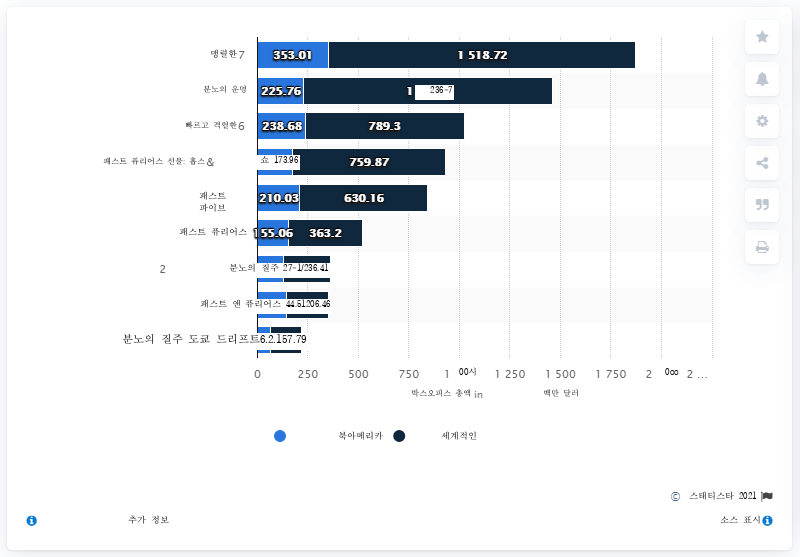 맹렬한7
353.01 1 518.72
분노의 운명
225.76 1 236-7
빠르고 격렬한6
238.68 789.3
패스트 퓨리어스 선물: 홉스&
쇼 173.96 759.87
패스트
파이브
210.03 630.16
패스트 퓨리어스
155.06 363.2
2 분노의 질주 27-1/236.41
패스트 앤 퓨리어스 44.51206.46
분노의 질주 도쿄 드리프트6.2.157.79
0 250 500 750 1 00시 1 250 1 500 1 750 2 0∞ 2 ...
박스오피스 총액 in 백만 달러
북아메리카 세계적인
© 스태티스타 2021
추가 정보 소스 표시